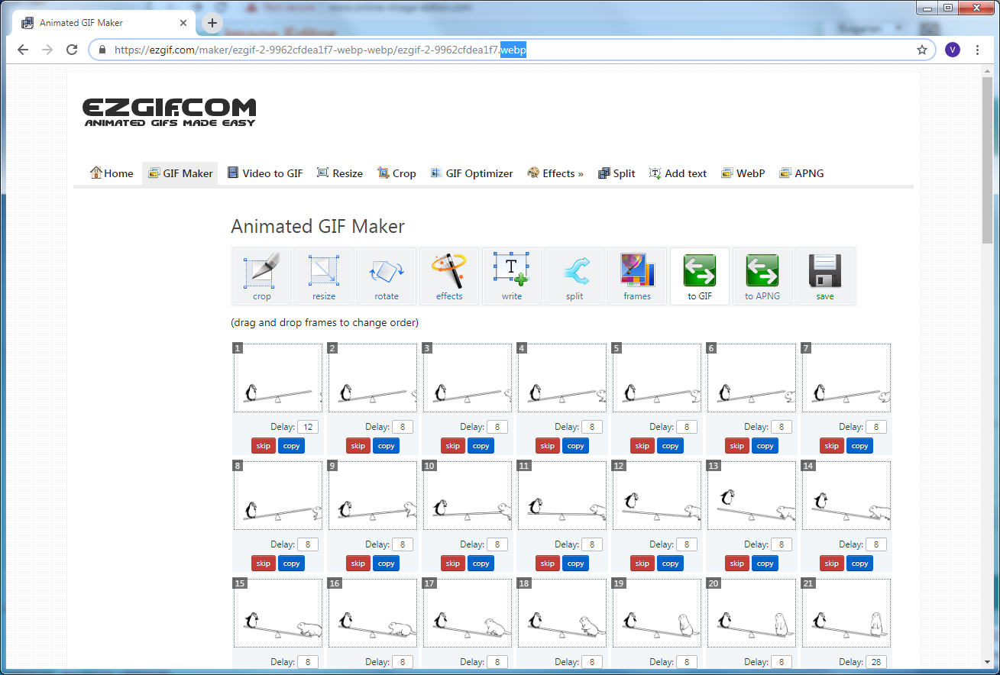 Not secure | www.online-image-editor.com
Animated GIF Maker
https://ezgif.com/maker/ezgif-2-9962cfdea1f7-webp-webp/ezgif-2-9962cfdea1f7.webp
V
EZGIF.COM
ANIMATED GIFS MADE EASY
Home GIF Maker Video to GIF Resize Crop GIF Optimizer Effects » Split Add text WebP APNG
Animated GIF Maker
T
crop resize rotate effects write split frames to GIF to APNG save
(drag and drop frames to change order)
1 2 3 4 5 6 7
Delay: 12 Delay: 8 Delay: 8 Delay: 8 Delay: 8 Delay: 8 Delay: 8
skip copy skip copy skip copy skip copy skip copy skip copy skip copy
8 9 10 11 12 13 14
Delay: 8 Delay: 8 Delay: 8 Delay: 8 Delay: 8 Delay: 8 Delay: 8
skip copy skip copy skip copy skip copy skip copy skip copy skip copy
15 16 17 18 19 20 21
Delay: 8 Delay: 8 Delay: 8 Delay: 8 Delay: 8 Delay: 8 Delay: 28